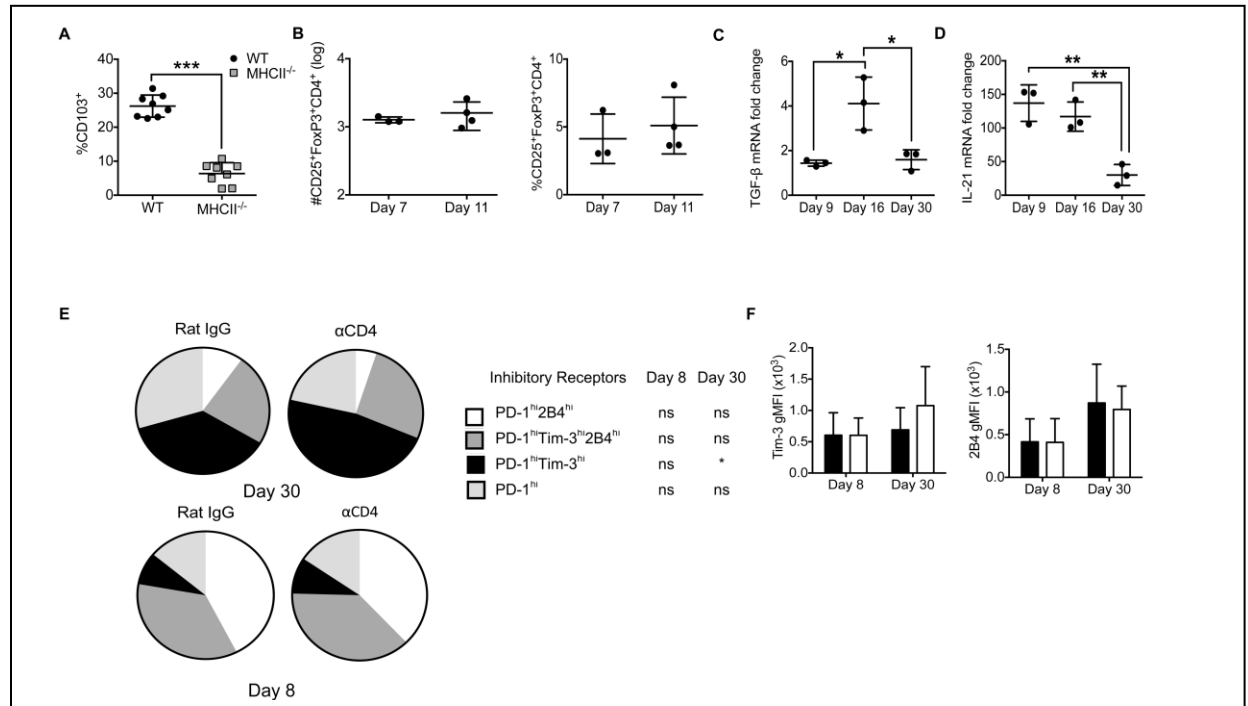 A
%CD103⁺
40
30
20
10
0
***
WT
MHCII⁻/⁻
WT
MHCII⁻/⁻
B
#CD25⁺FoxP3⁺CD4⁺ (log)
4
3
2
Day 7
Day 11
%CD25⁺FoxP3⁺CD4⁺
10
8
6
4
2
0
Day 7
Day 11
C
TGF-β mRNA fold change
6
4
2
0
*
*
Day 9
Day 16
Day 30
D
IL-21 mRNA fold change
200
150
100
50
0
**
**
Day 9
Day 16
Day 30
E
Rat IgG
αCD4
Day 30
Rat IgG
αCD4
Day 8
Inhibitory Receptors Day 8 Day 30
PD-1ʰⁱ2B4ʰⁱ ns ns
PD-1ʰⁱTim-3ʰⁱ2B4ʰⁱ ns ns
PD-1ʰⁱTim-3ʰⁱ ns *
PD-1ʰⁱ ns ns
F
Tim-3 gMFI (x10³)
2.0
1.5
1.0
0.5
0.0
Day 8
Day 30
2B4 gMFI (x10³)
1.5
1.0
0.5
0.0
Day 8
Day 30